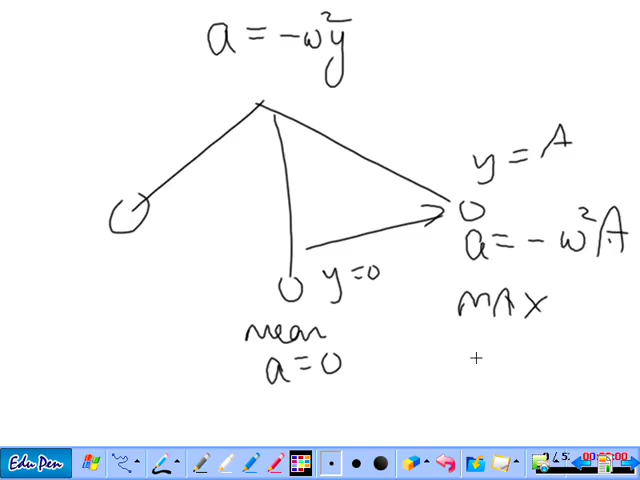 a = -ω²y
y = A
a = - ω²A
y = 0
MAX
mean
a = 0
Edu Pen